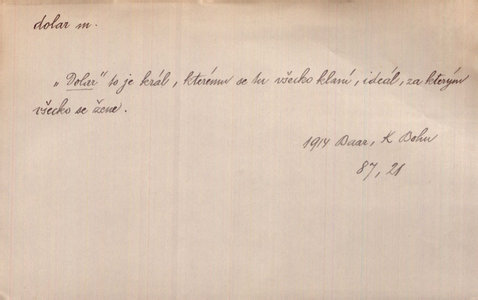 dolar m.
„Dolar" to je král, kterému se tu všecko klaní, ideál, za kterým
všecko se žene.
1914 Baar, K Bohu
87, 21